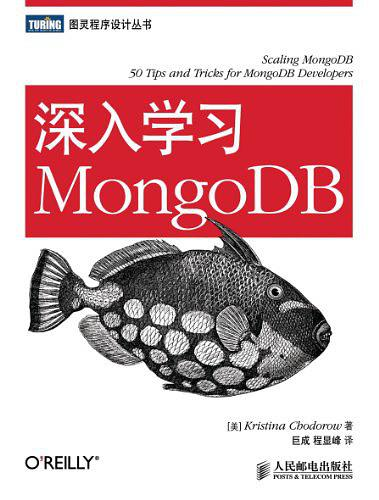 TURING 图灵程序设计丛书
Scaling MongoDB
50 Tips and Tricks for MongoDB Developers
深入学习
MongoDB
[美] Kristina Chodorow 著
巨成 程显峰 译
O'REILLY
人民邮电出版社
POSTS & TELECOM PRESS